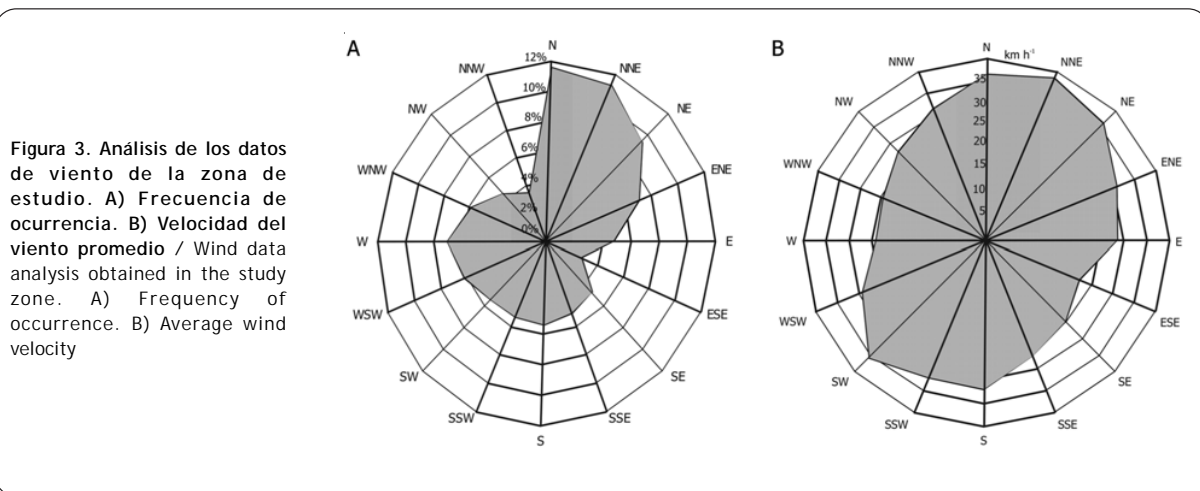 Figura 3. Análisis de los datos
de viento de la zona de
estudio. A) Frecuencia de
ocurrencia. B) Velocidad del
viento promedio / Wind data
analysis obtained in the study
zone. A) Frequency of
occurrence. B) Average wind
velocity
A
N
NNE
NE
ENE
E
ESE
SE
SSE
S
SSW
SW
WSW
W
WNW
NW
NNW
12%
10%
8%
6%
4%
2%
0%
B
N
km h⁻¹
NNE
NE
ENE
E
ESE
SE
SSE
S
SSW
SW
WSW
W
WNW
NW
NNW
35
30
25
20
15
10
5